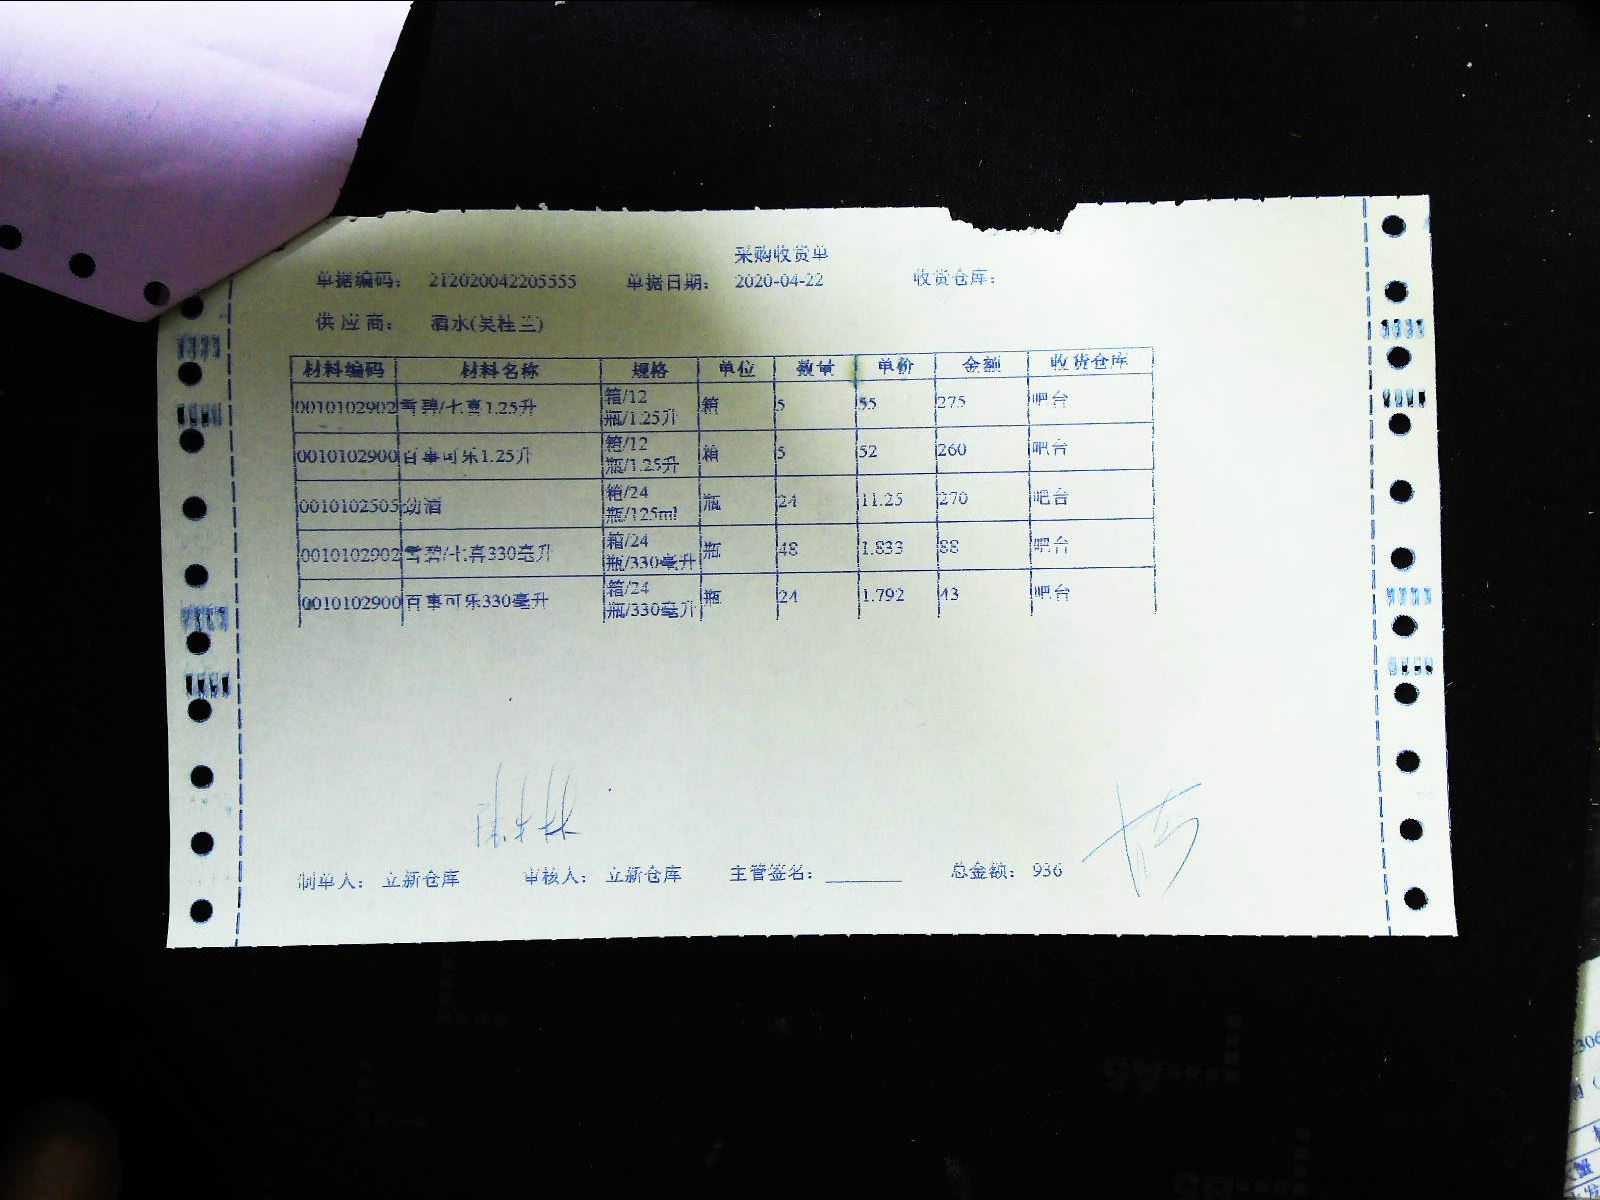 采购收货单
单据编码： 212020042205555 单据日期： 2020-04-22 收货仓库：
供 应 商： 酒水(吴桂兰)
材料编码 材料名称 规格 单位 数量 单价 金额 收货仓库
0010102902 雪碧/七喜1.25升 箱/12瓶/1.25升 箱 5 55 275 吧台
0010102900 百事可乐1.25升 箱/12瓶/1.25升 箱 5 52 260 吧台
0010102505 劲酒 箱/24瓶/125ml 瓶 24 11.25 270 吧台
0010102902 雪碧/七喜330毫升 箱/24瓶/330毫升 瓶 48 1.833 88 吧台
0010102900 百事可乐330毫升 箱/24瓶/330毫升 瓶 24 1.792 43 吧台
制单人： 立新仓库 审核人： 立新仓库 主管签名： 总金额： 936